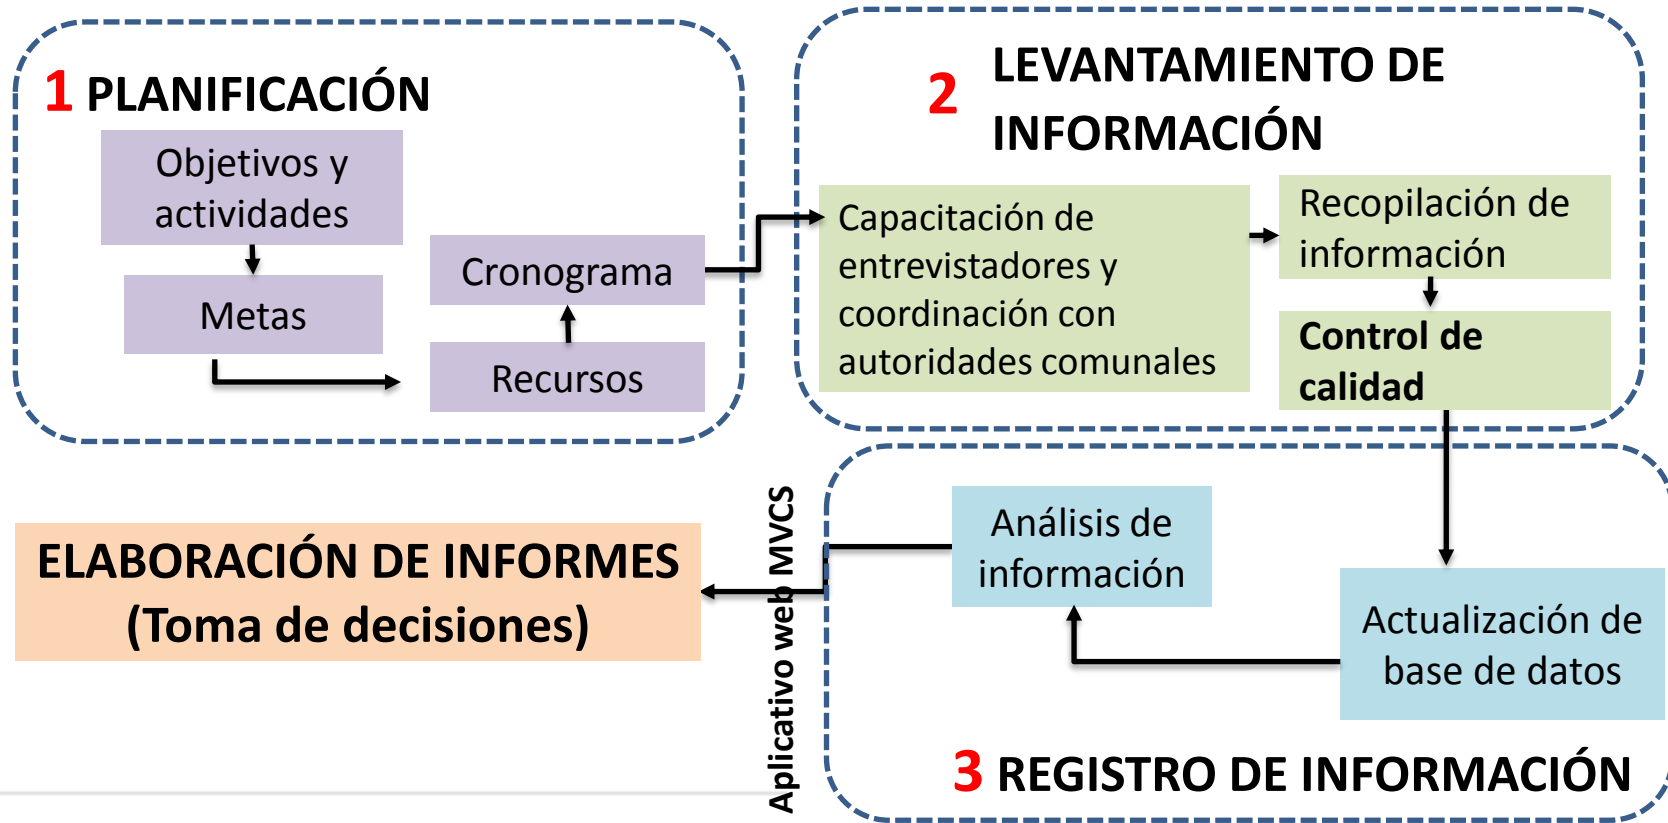 1 PLANIFICACIÓN
Objetivos y
actividades
Metas
Recursos
Cronograma
2
LEVANTAMIENTO DE
INFORMACIÓN
Capacitación de
entrevistadores y
coordinación con
autoridades comunales
Recopilación de
información
Control de
calidad
Actualización de
base de datos
Análisis de
información
3 REGISTRO DE INFORMACIÓN
Aplicativo web MVCS
ELABORACIÓN DE INFORMES
(Toma de decisiones)